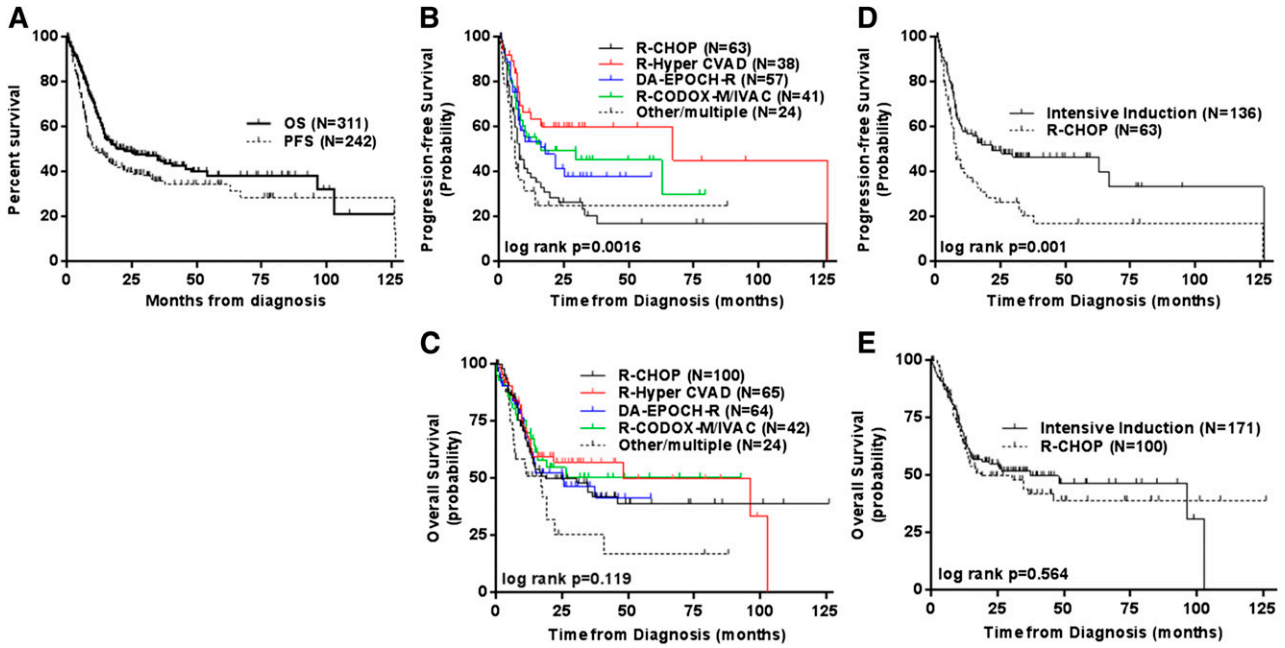 A
100
80
60
40
20
0
Percent survival
OS (N=311)
PFS (N=242)
0 25 50 75 100 125
Months from diagnosis
B
100
80
60
40
20
0
Progression-free Survival
(Probability)
R-CHOP (N=63)
R-Hyper CVAD (N=38)
DA-EPOCH-R (N=57)
R-CODOX-M/IVAC (N=41)
Other/multiple (N=24)
log rank p=0.0016
0 25 50 75 100 125
Time from Diagnosis (months)
D
100
80
60
40
20
0
Progression-free Survival
(Probability)
Intensive Induction (N=136)
R-CHOP (N=63)
log rank p=0.001
0 25 50 75 100 125
Time from Diagnosis (months)
C
100
75
50
25
0
Overall Survival
(probability)
R-CHOP (N=100)
R-Hyper CVAD (N=65)
DA-EPOCH-R (N=64)
R-CODOX-M/IVAC (N=42)
Other/multiple (N=24)
log rank p=0.119
0 25 50 75 100 125
Time from Diagnosis (months)
E
100
75
50
25
0
Overall Survival
(probability)
Intensive Induction (N=171)
R-CHOP (N=100)
log rank p=0.564
0 25 50 75 100 125
Time from Diagnosis (months)